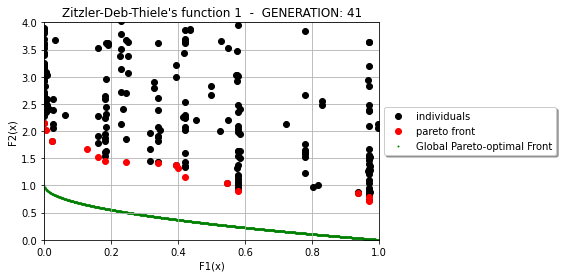 Zitzler-Deb-Thiele's function 1 - GENERATION: 41
4.0
3.5
3.0
2.5
2.0
1.5
1.0
0.5
0.0
F2(x)
0.0 0.2 0.4 0.6 0.8 1.0
F1(x)
individuals
pareto front
Global Pareto-optimal Front